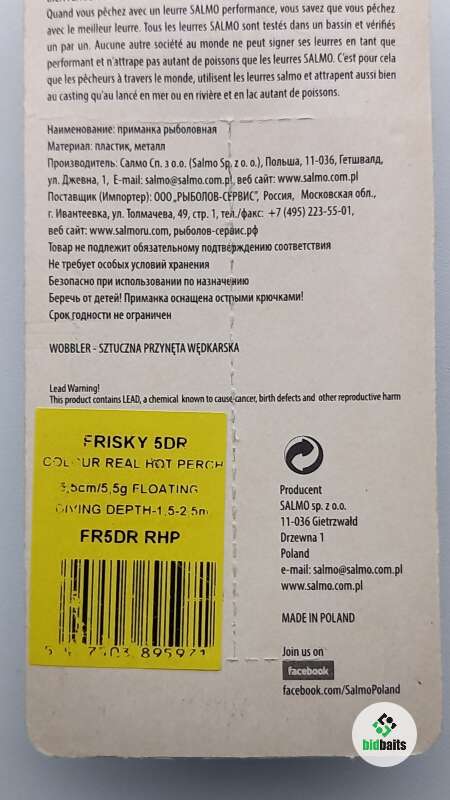 Quand vous pêchez avec un leurre SALMO performance, vous savez que vous pêchez
avec le meilleur leurre. Tous les leurres SALMO sont testés dans un bassin et vérifiés
un par un. Aucune autre société au monde ne peut signer ses leurres en tant que
performant et n'attrape pas autant de poissons que les leurres SALMO. C'est pour cela
que les pêcheurs à travers le monde, utilisent les leurres salmo et attrapent aussi bien
au casting qu'au lancé en mer ou en rivière et en lac autant de poissons.
Наименование: приманка рыболовная
Материал: пластик, металл
Производитель: Салмо Сп. з о.о. (Salmo Sp. z o. o.), Польша, 11-036, Гетшвалд,
ул. Джевна, 1, E-mail: salmo@salmo.com.pl, веб сайт: www.salmo.com.pl
Поставщик (Импортер): ООО „РЫБОЛОВ-СЕРВИС”, Россия, Московская обл.,
г. Ивантеевка, ул. Толмачева, 49, стр. 1, тел./факс: +7 (495) 223-55-01,
веб сайт: www.salmoru.com, рыболов-сервис.рф
Товар не подлежит обязательному подтверждению соответствия
Не требует особых условий хранения
Безопасно при использовании по назначению
Беречь от детей! Приманка оснащена острыми крючками!
Срок годности не ограничен
WOBBLER - SZTUCZNA PRZYNĘTA WĘDKARSKA
Lead Warning!
This product contains LEAD, a chemical known to cause cancer, birth defects and other reproductive harm
FRISKY 5DR
COLOUR REAL HOT PERCH
5,5g FLOATING
DIVING DEPTH-1,5-2,5m
FR5DR RHP
895971
Producent
SALMO sp. z o.o.
11-036 Gietrzwałd
Drzewna 1
Poland
e-mail: salmo@salmo.com.pl
www.salmo.com.pl
MADE IN POLAND
Join us on
facebook
facebook.com/SalmoPoland
bidbaits